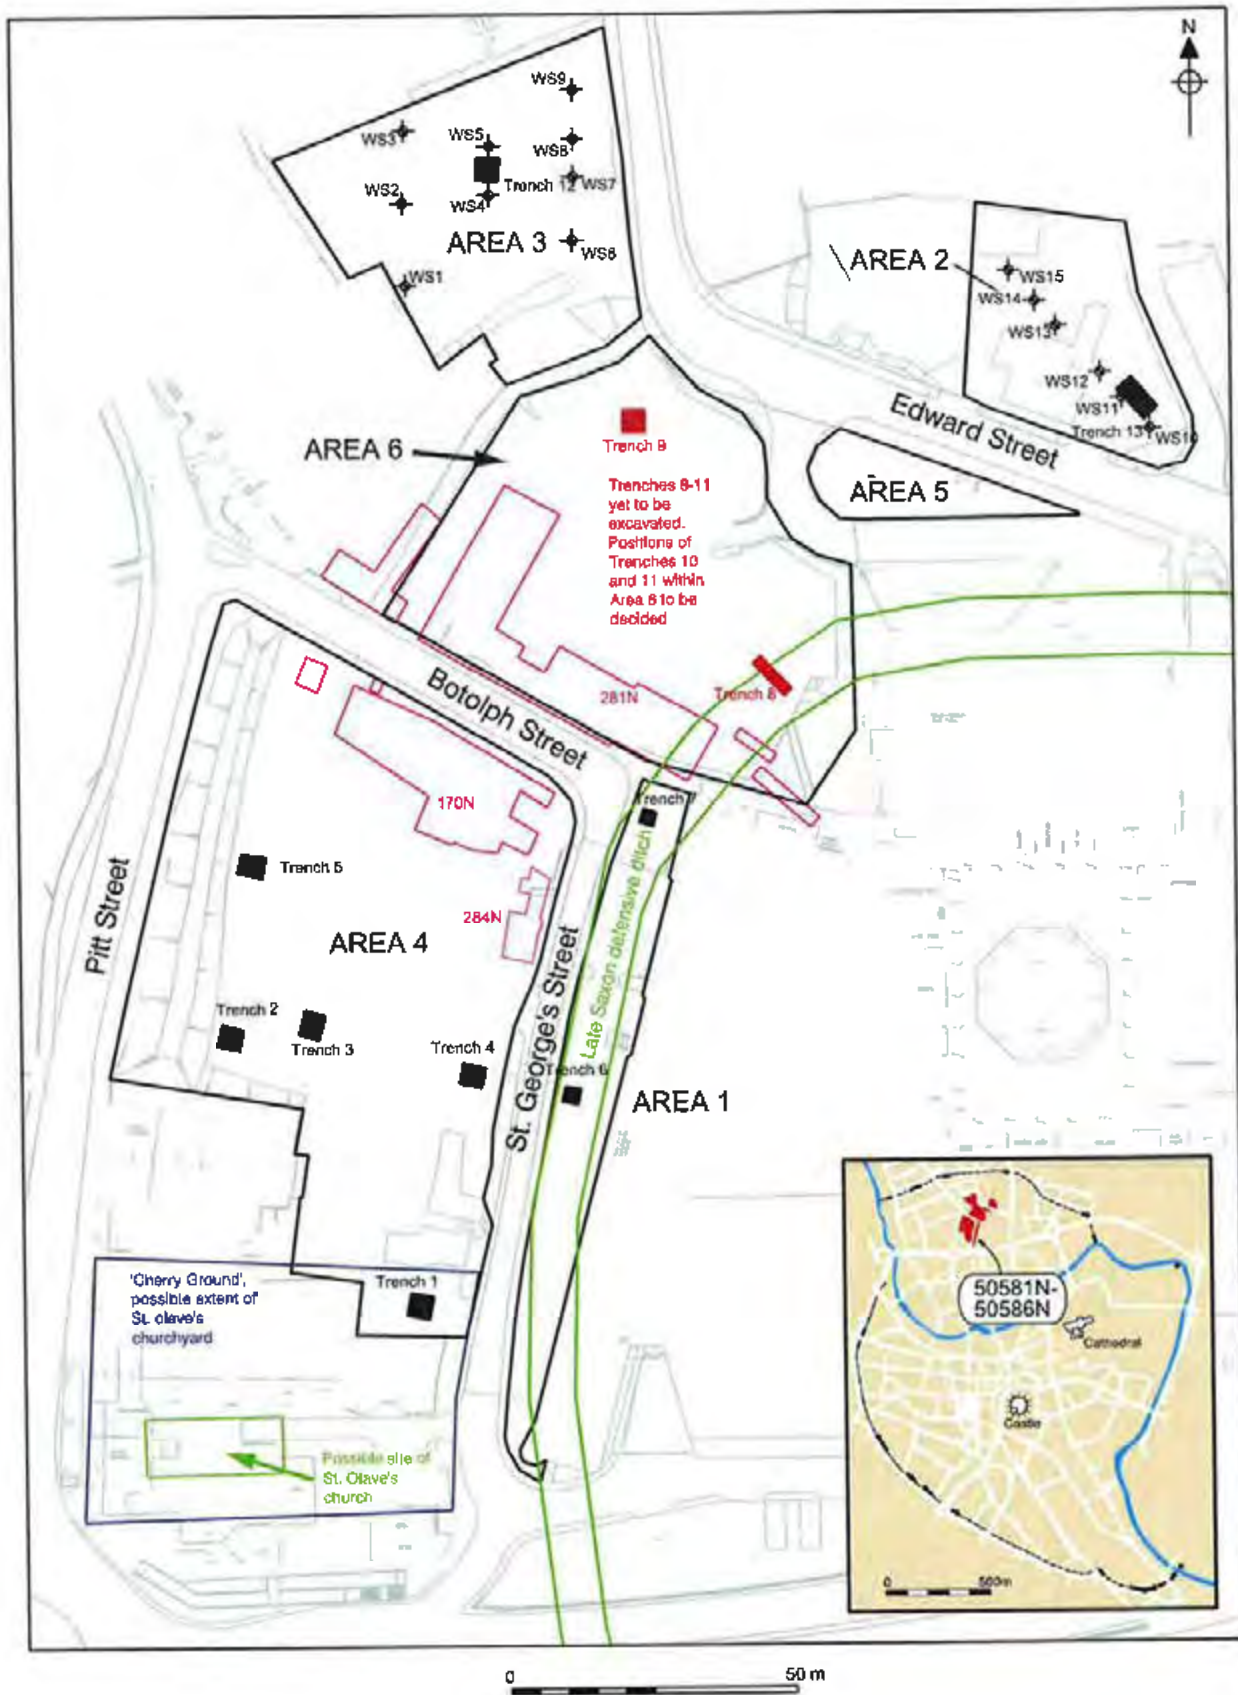 N
WS9
WS3
WS5
WS8
Trench 12
WS7
WS2
WS4
AREA 3
WS6
WS1
AREA 2
WS15
WS14
WS13
WS12
WS11
Trench 13
WS10
Edward Street
AREA 6
Trench 9
AREA 5
Trenches 8-11
yet to be
excavated.
Positions of
Trenches 10
and 11 within
Area 6 to be
decided
Botolph Street
281N
Trench 8
170N
Trench 7
Trench 5
284N
Pitt Street
AREA 4
St. George's Street
Late Saxon defensive ditch
Trench 2
Trench 3
Trench 4
Trench 6
AREA 1
'Cherry Ground',
possible extent of
St. olave's
churchyard
Trench 1
Possible site of
St. Olave's
church
50581N-
50586N
Cathedral
Castle
0 500m
0 50 m